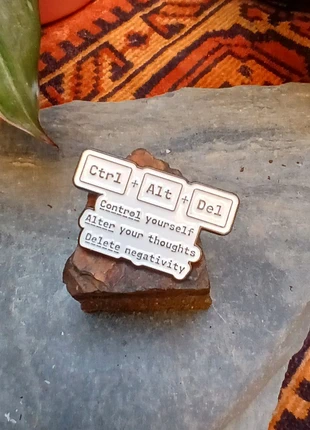 Ctrl + Alt + Del
Control yourself
Alter your thoughts
Delete negativity